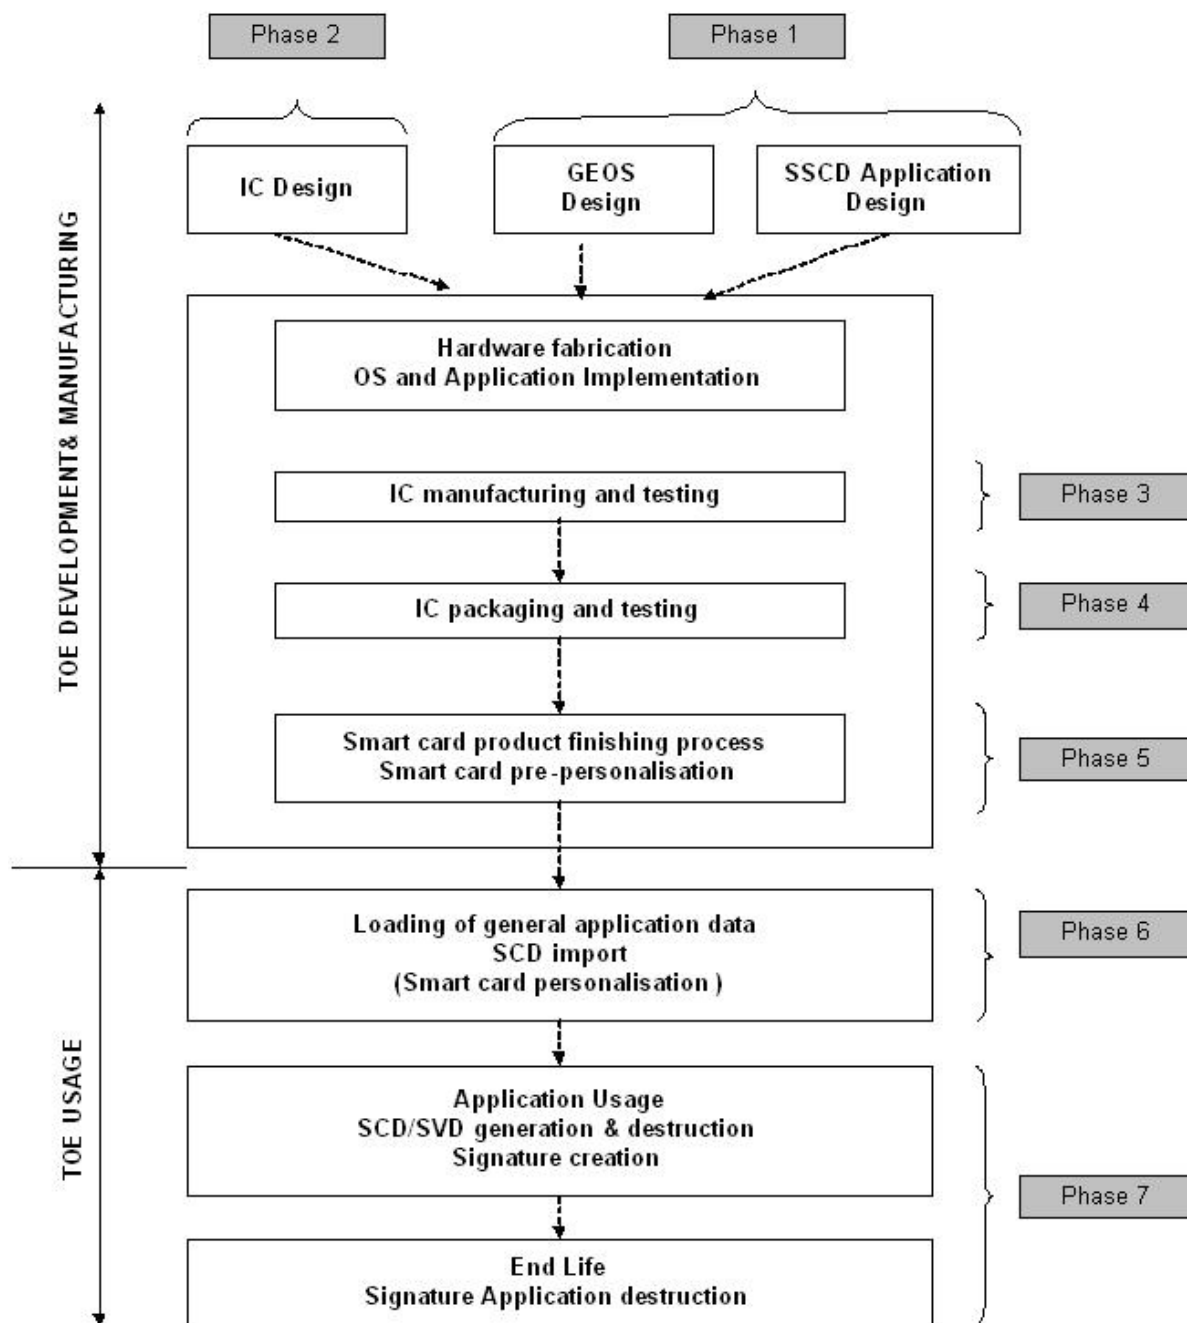 Phase 2
Phase 1
IC Design
GEOS
Design
SSCD Application
Design
TOE DEVELOPMENT& MANUFACTURING
Hardware fabrication
OS and Application Implementation
IC manufacturing and testing
Phase 3
IC packaging and testing
Phase 4
Smart card product finishing process
Smart card pre-personalisation
Phase 5
TOE USAGE
Loading of general application data
SCD import
(Smart card personalisation )
Phase 6
Application Usage
SCD/SVD generation & destruction
Signature creation
Phase 7
End Life
Signature Application destruction